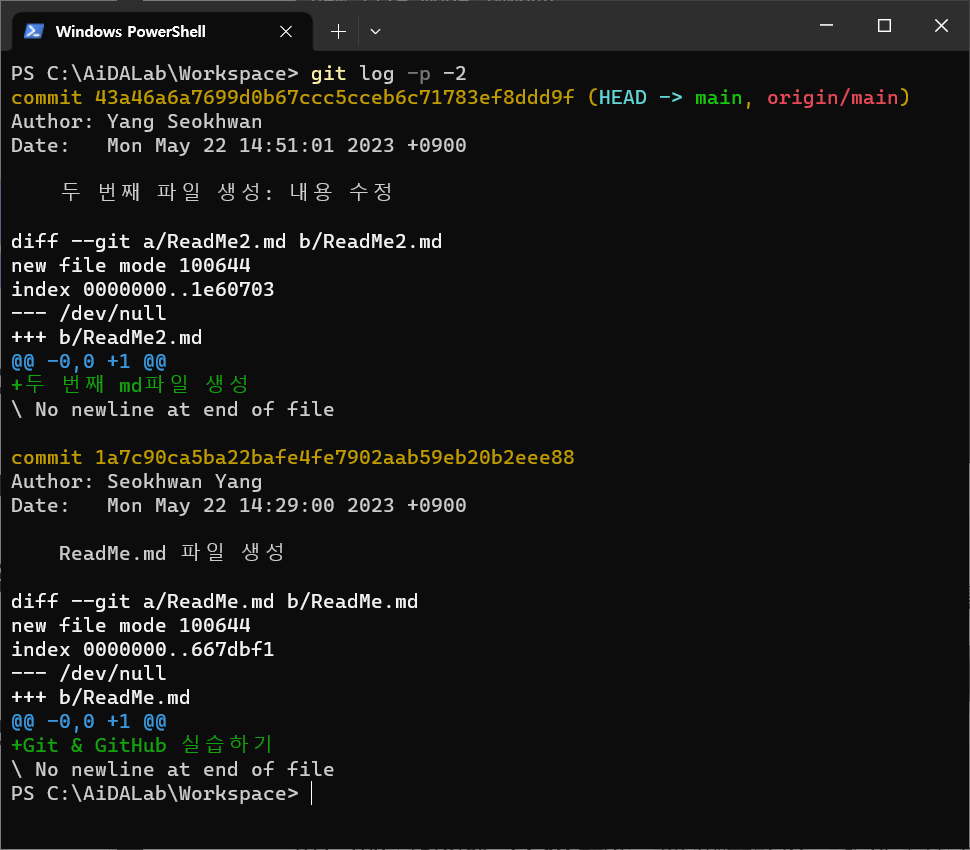 Windows PowerShell
PS C:\AiDALab\Workspace> git log -p -2
commit 43a46a6a7699d0b67ccc5cceb6c71783ef8ddd9f (HEAD -> main, origin/main)
Author: Yang Seokhwan
Date:   Mon May 22 14:51:01 2023 +0900
두 번째 파일 생성: 내용 수정
diff --git a/ReadMe2.md b/ReadMe2.md
new file mode 100644
index 0000000..1e60703
--- /dev/null
+++ b/ReadMe2.md
@@ -0,0 +1 @@
+두 번째 md파일 생성
\ No newline at end of file
commit 1a7c90ca5ba22bafe4fe7902aab59eb20b2eee88
Author: Seokhwan Yang
Date:   Mon May 22 14:29:00 2023 +0900
ReadMe.md 파일 생성
diff --git a/ReadMe.md b/ReadMe.md
new file mode 100644
index 0000000..667dbf1
--- /dev/null
+++ b/ReadMe.md
@@ -0,0 +1 @@
+Git & GitHub 실습하기
\ No newline at end of file
PS C:\AiDALab\Workspace>